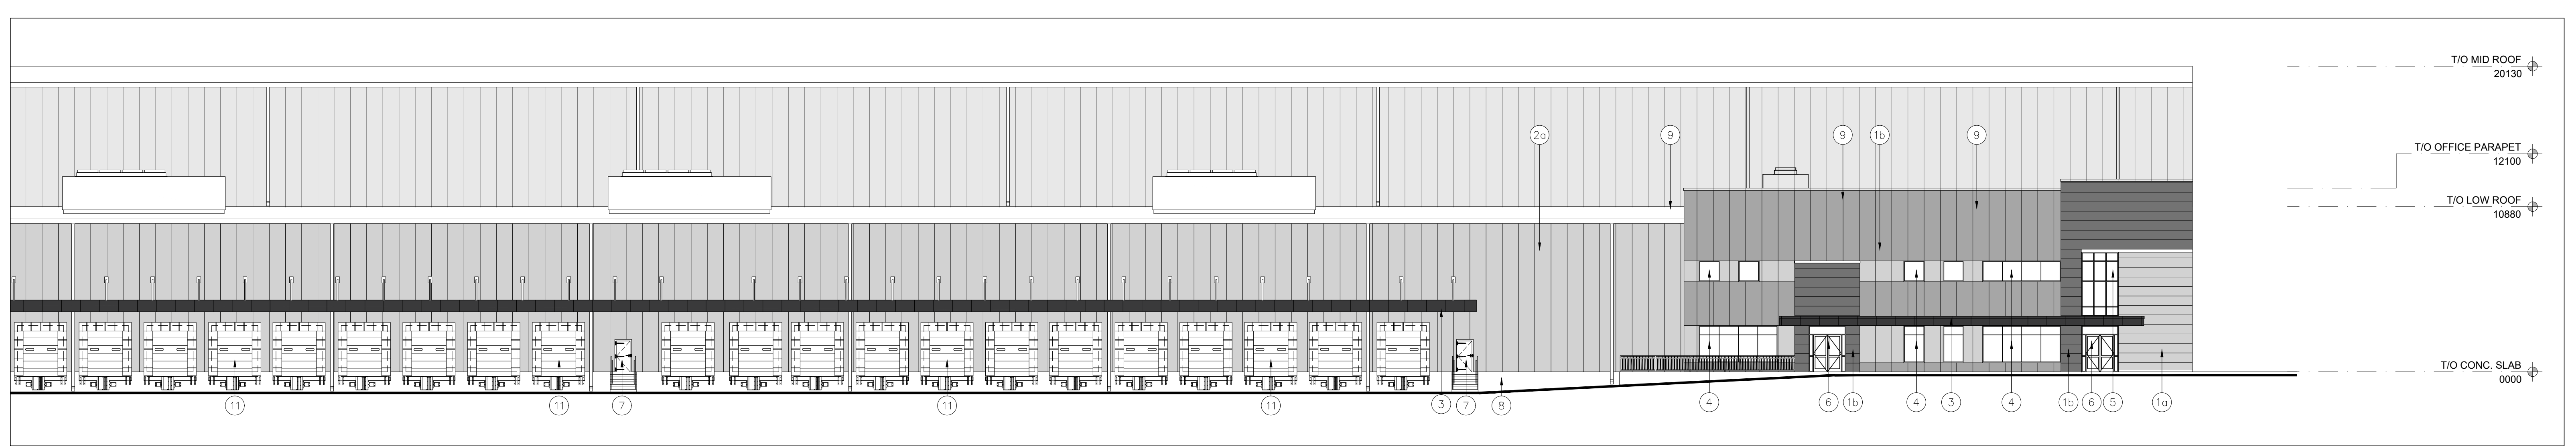 T/O MID ROOF
20130
2a
9
9
1b
9
T/O OFFICE PARAPET
12100
T/O LOW ROOF
10880
T/O CONC. SLAB
0000
11
11
7
11
11
3
7
8
4
6
1b
4
3
4
1b
6
5
1a